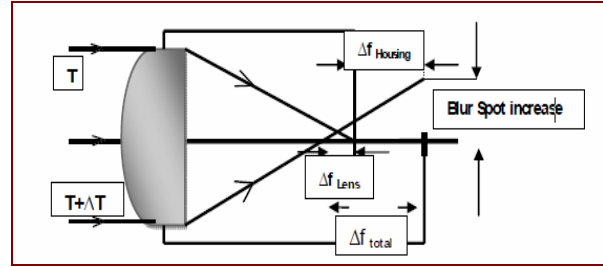 Δf Housing
T
Blur Spot increase
Δf Lens
T+ΔT
Δf total